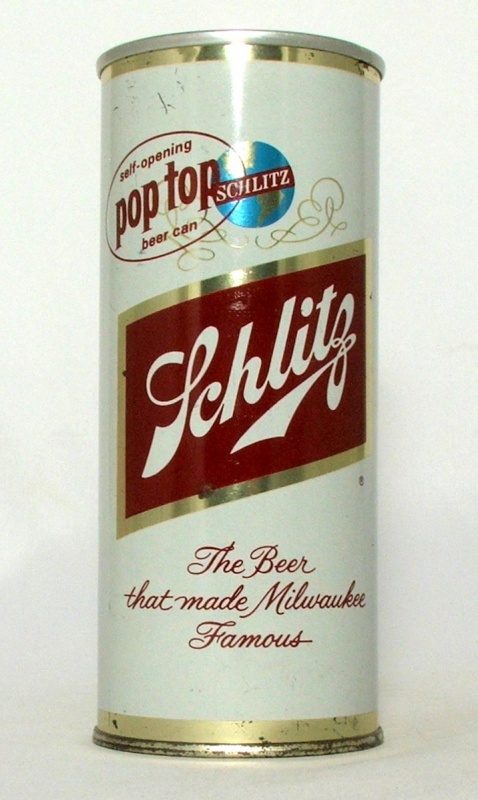 self-opening
pop top
beer can
SCHLITZ
Schlitz
®
The Beer
that made Milwaukee
Famous